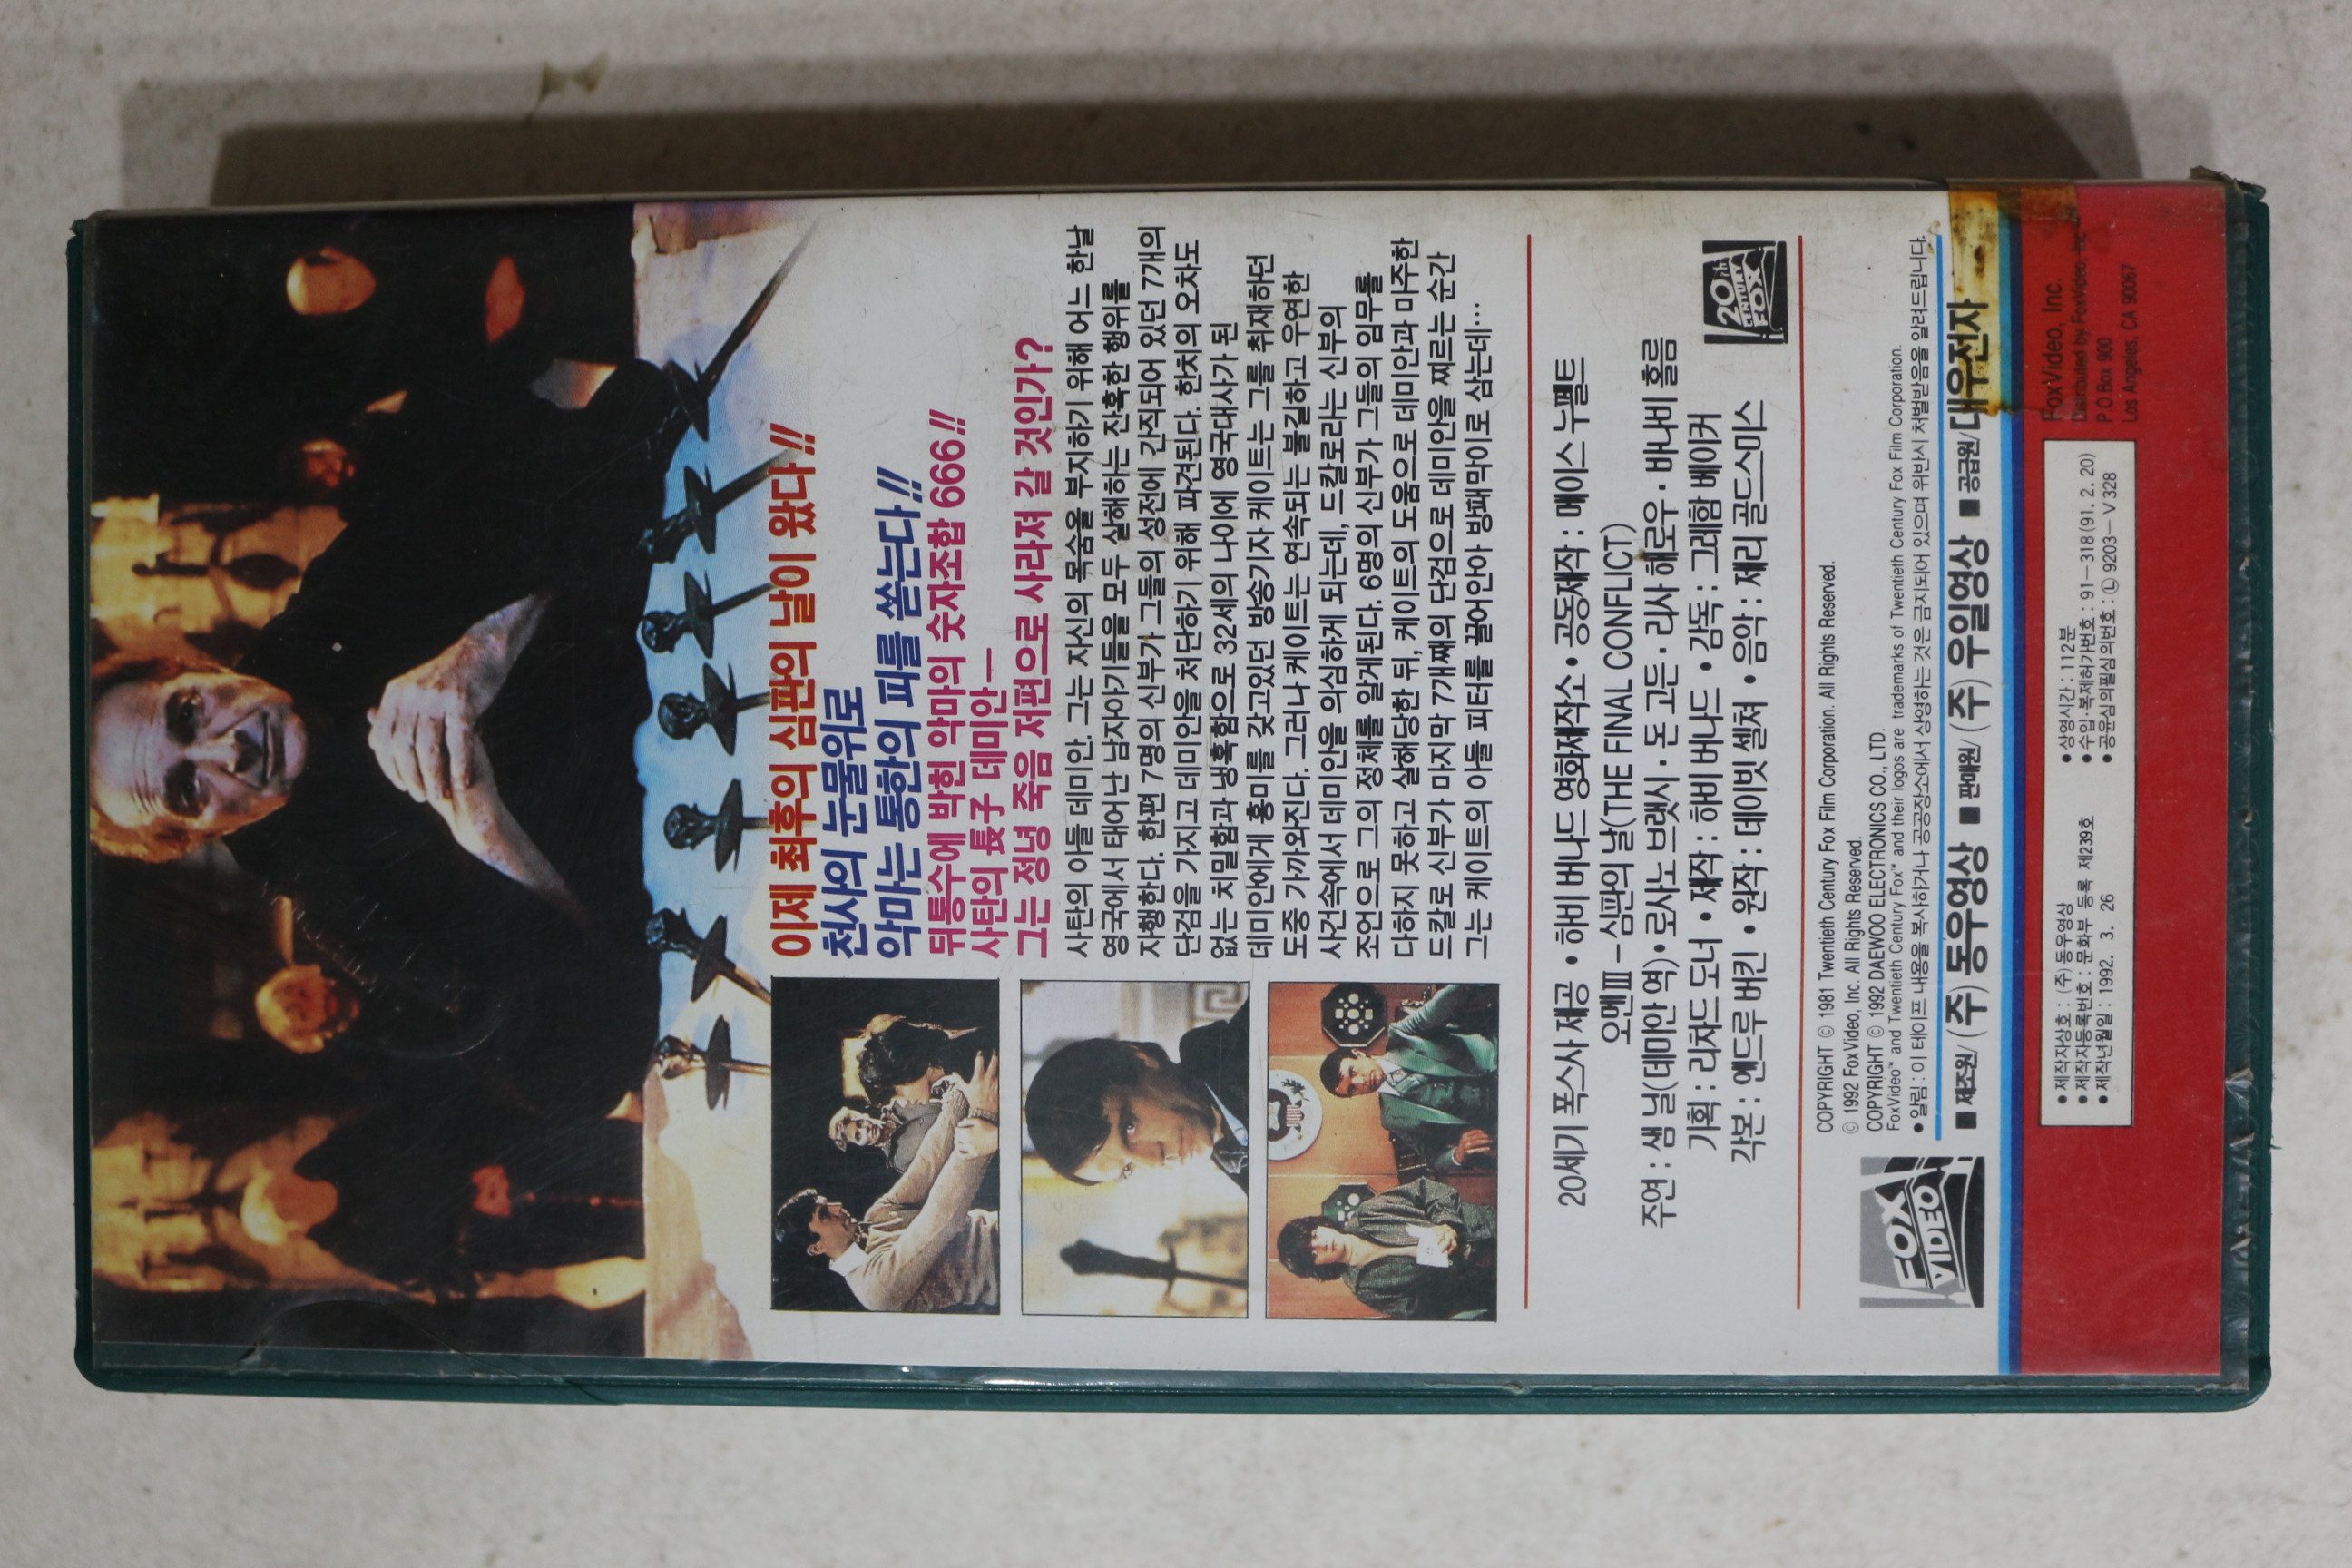 이제 최후의 심판의 날이 왔다!!
천사의 눈물위로
악마는 통한의 피를 쏟는다!!
뒤통수에 박힌 악마의 숫자조합 666!!
사탄의 長子 데미안—
그는 정녕 죽음 저편으로 사라져 갈 것인가?
사탄의 아들 데미안. 그는 자신의 목숨을 부지하기 위해 어느 한날
영국에서 태어난 남자아기들을 모두 살해하는 잔혹한 행위를
자행한다. 한편 7명의 신부가 그들의 성전에 간직되어 있던 7개의
단검을 가지고 데미안을 처단하기 위해 파견된다. 한치의 오차도
없는 치밀함과 냉혹함으로 32세의 나이에 영국대사가 된
데미안에게 흥미를 갖고있던 방송기자 케이트는 그를 취재하던
도중 가까와진다. 그러나 케이트는 연속되는 불길하고 우연한
사건속에서 데미안을 의심하게 되는데, 드칼로라는 신부의
조언으로 그의 정체를 알게된다. 6명의 신부가 그들의 임무를
다하지 못하고 살해당한 뒤, 케이트의 도움으로 데미안과 마주한
드칼로 신부가 마지막 7개째의 단검으로 데미안을 찌르는 순간
그는 케이트의 아들 피터를 끌어안아 방패막이로 삼는데…
20세기 폭스사 제공 • 하비 버나드 영화제작소 • 공동제작 : 메이스 뉴펠트
오멘Ⅲ – 심판의 날(THE FINAL CONFLICT)
주연 : 샘 닐(데미안 역) • 로사노 브랫시 · 돈 고든 · 리사 해로우 · 바나비 홀름
기획 : 리차드 도너 • 제작 : 하비 버나드 • 감독 : 그래함 베이커
각본 : 앤드루 버킨 • 원작 : 데이빗 셀쳐 • 음악 : 제리 골드스미스
20th CENTURY FOX
COPYRIGHT © 1981 Twentieth Century Fox Film Corporation. All Rights Reserved.
© 1992 FoxVideo, Inc. All Rights Reserved.
COPYRIGHT © 1992 DAEWOO ELECTRONICS CO., LTD.
FoxVideo" and Twentieth Century Fox" and their logos are trademarks of Twentieth Century Fox Film Corporation.
• 알림 : 이 테이프 내용을 복사하거나 공공장소에서 상영하는 것은 금지되어 있으며 위반시 처벌받음을 알려드립니다.
FOX VIDEO
■ 제조원/(주)동우영상 ■ 판매원/(주)우일영상 ■ 공급원/대우전자
• 제작자상호 : (주)동우영상
• 제작자등록번호 : 문화부 등록 제239호
• 제작년월일 : 1992. 3. 26
• 상영시간 : 112분
• 수입·복제허가번호 : 91-318(91. 2. 20)
• 공윤심의필심의번호 : Ⓛ 9203-V 328
FoxVideo, Inc.
Distributed by FoxVideo, Inc.
P.O.Box 900
Los Angeles, CA 90067